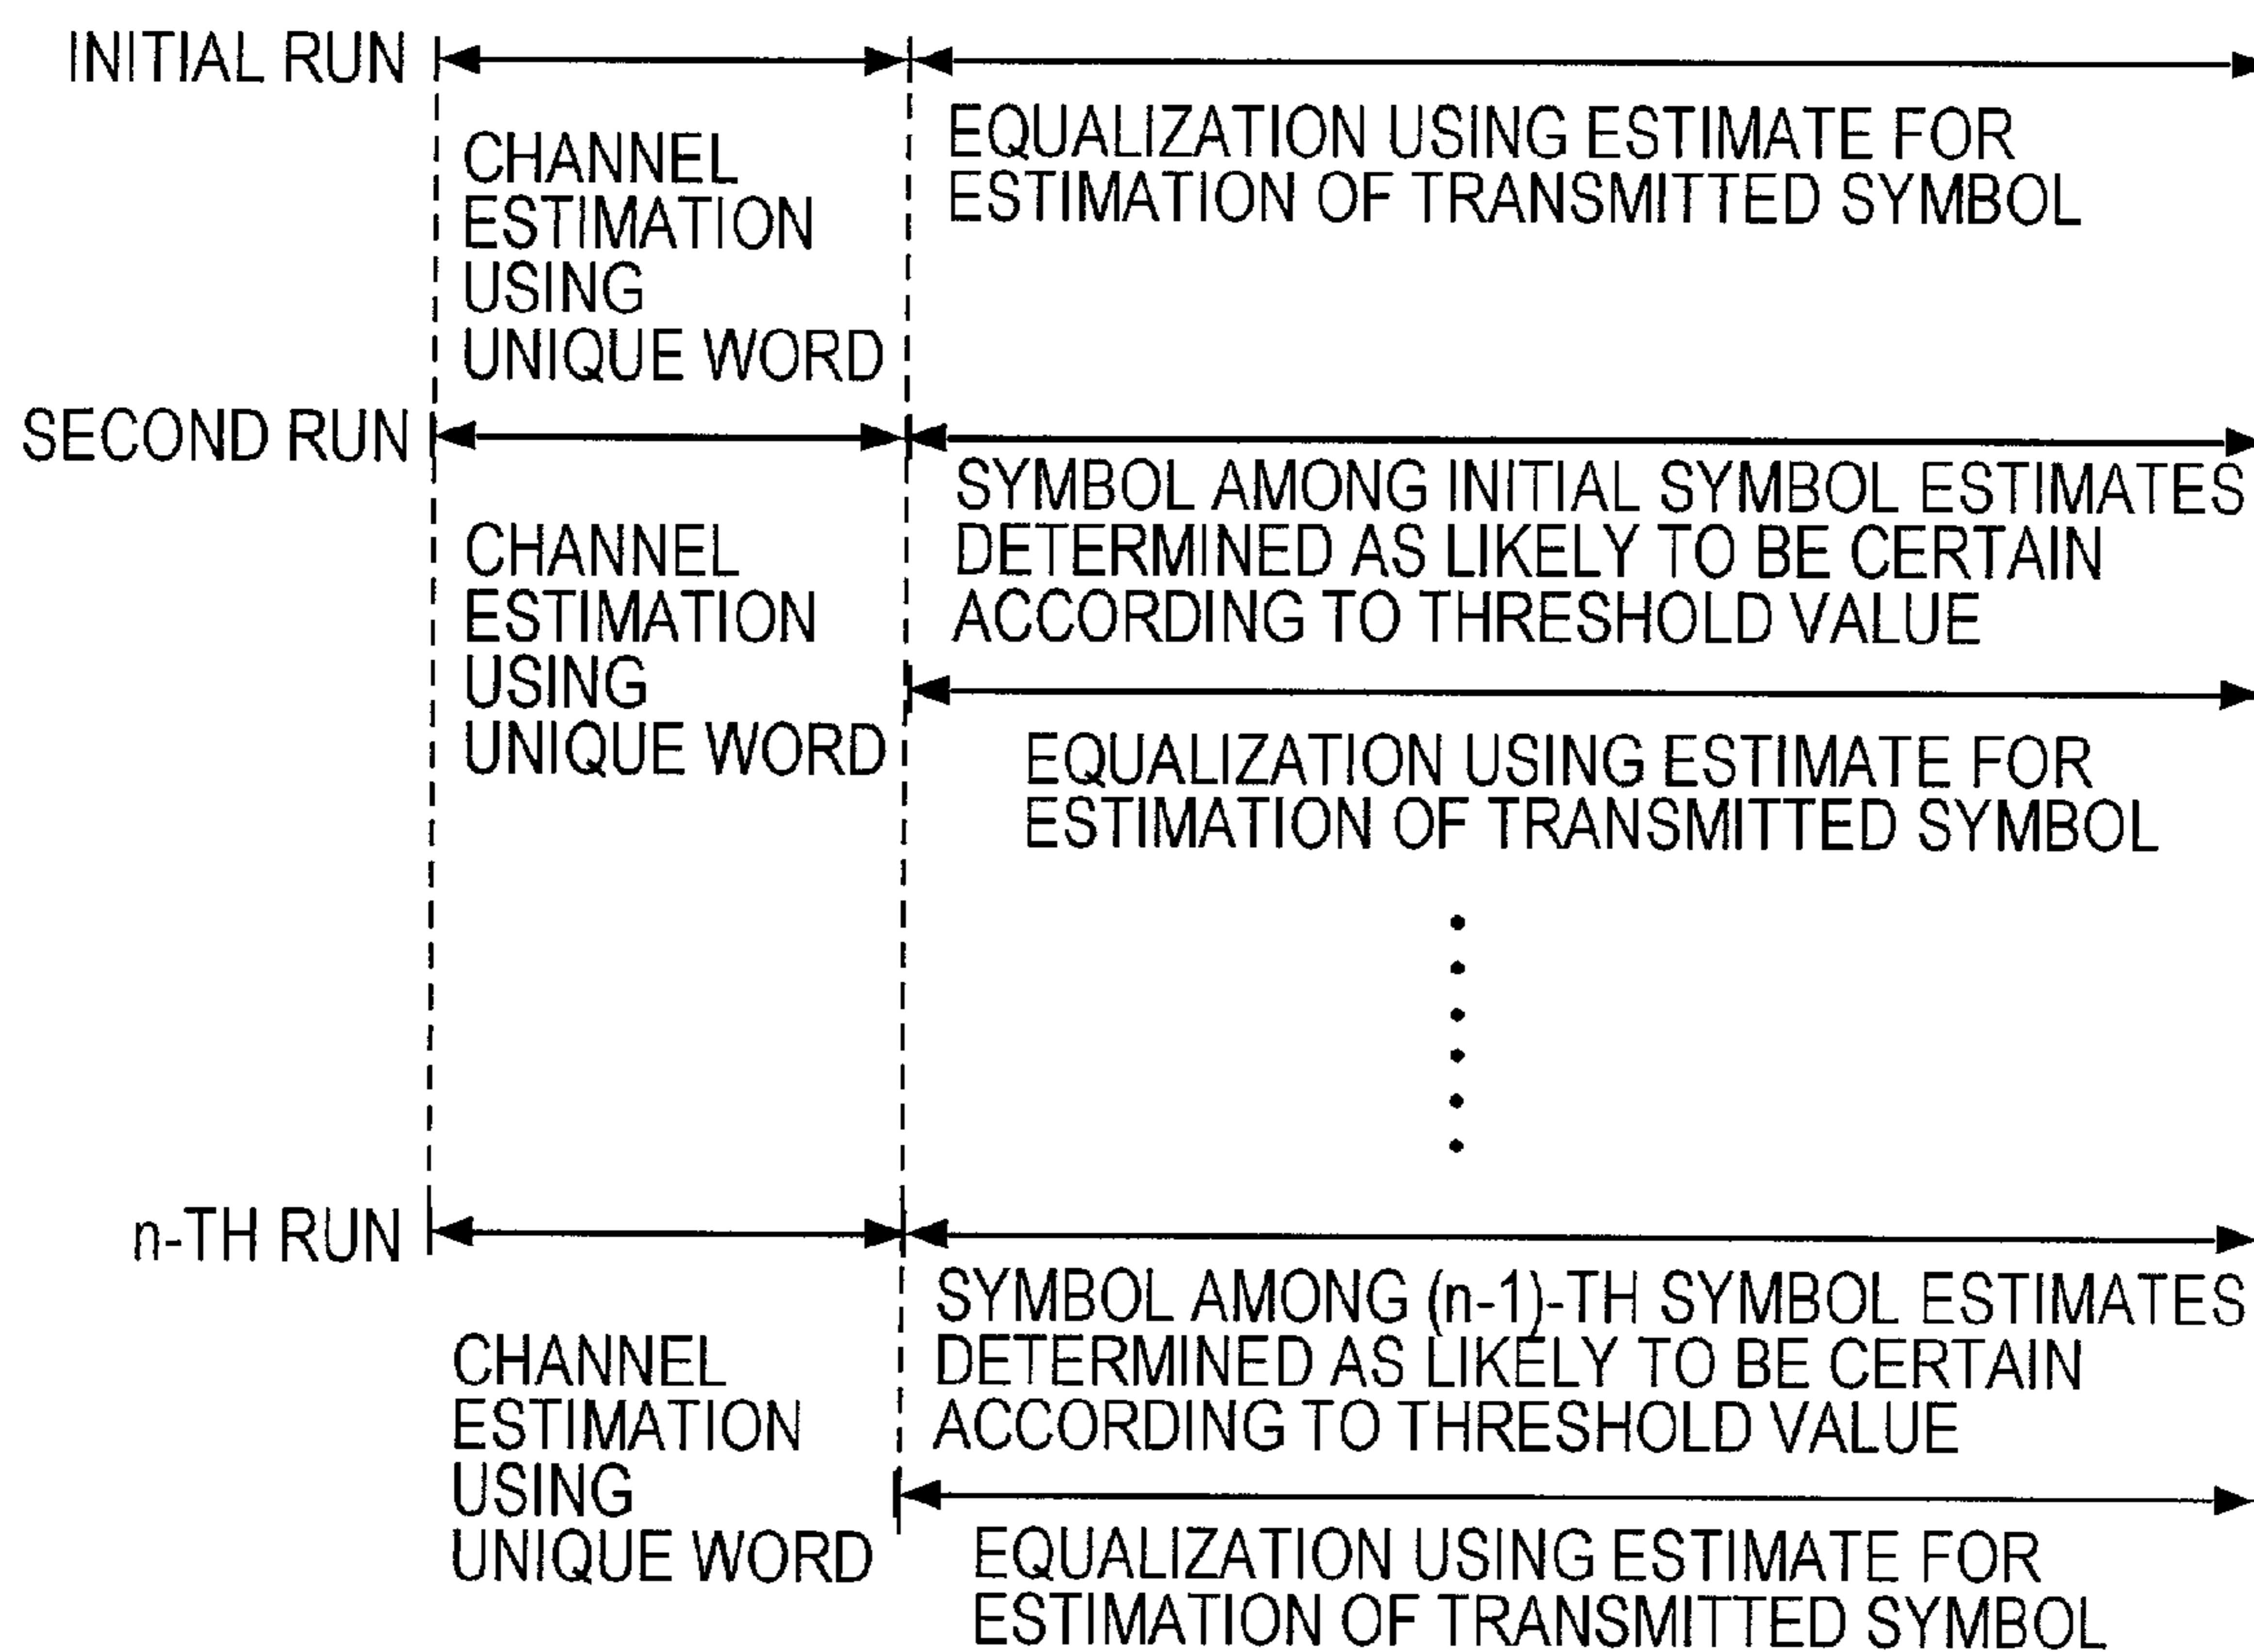 INITIAL RUN
CHANNEL
ESTIMATION
USING
UNIQUE WORD
EQUALIZATION USING ESTIMATE FOR
ESTIMATION OF TRANSMITTED SYMBOL
SECOND RUN
CHANNEL
ESTIMATION
USING
UNIQUE WORD
SYMBOL AMONG INITIAL SYMBOL ESTIMATES
DETERMINED AS LIKELY TO BE CERTAIN
ACCORDING TO THRESHOLD VALUE
EQUALIZATION USING ESTIMATE FOR
ESTIMATION OF TRANSMITTED SYMBOL
n-TH RUN
CHANNEL
ESTIMATION
USING
UNIQUE WORD
SYMBOL AMONG (n-1)-TH SYMBOL ESTIMATES
DETERMINED AS LIKELY TO BE CERTAIN
ACCORDING TO THRESHOLD VALUE
EQUALIZATION USING ESTIMATE FOR
ESTIMATION OF TRANSMITTED SYMBOL